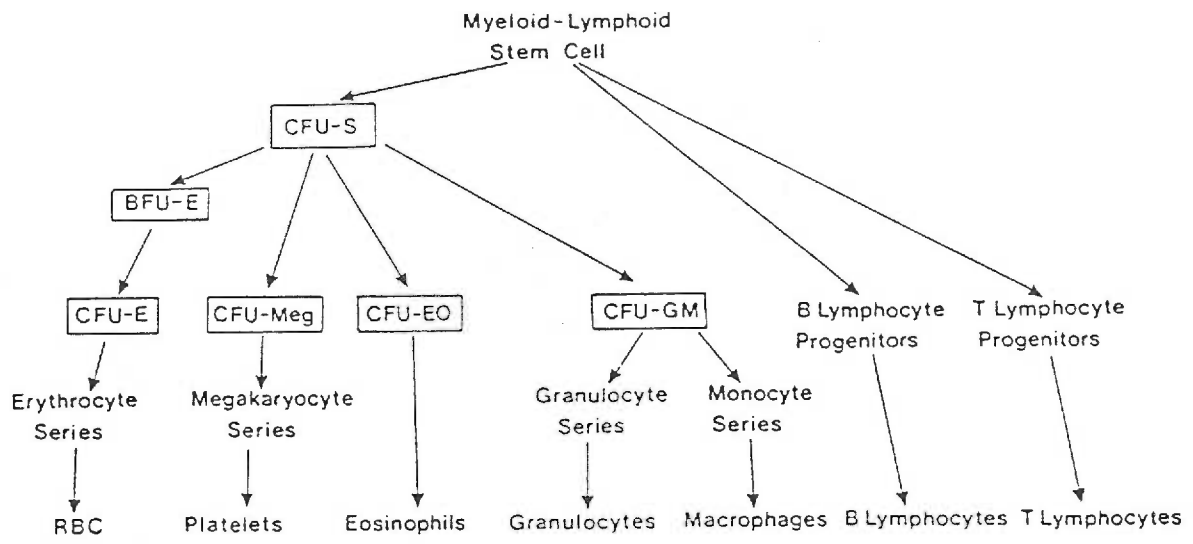 Myeloid-Lymphoid
Stem Cell
CFU-S
BFU-E
CFU-E
CFU-Meg
CFU-EO
CFU-GM
B Lymphocyte
Progenitors
T Lymphocyte
Progenitors
Erythrocyte
Series
Megakaryocyte
Series
Granulocyte
Series
Monocyte
Series
RBC
Platelets
Eosinophils
Granulocytes
Macrophages
B Lymphocytes
T Lymphocytes